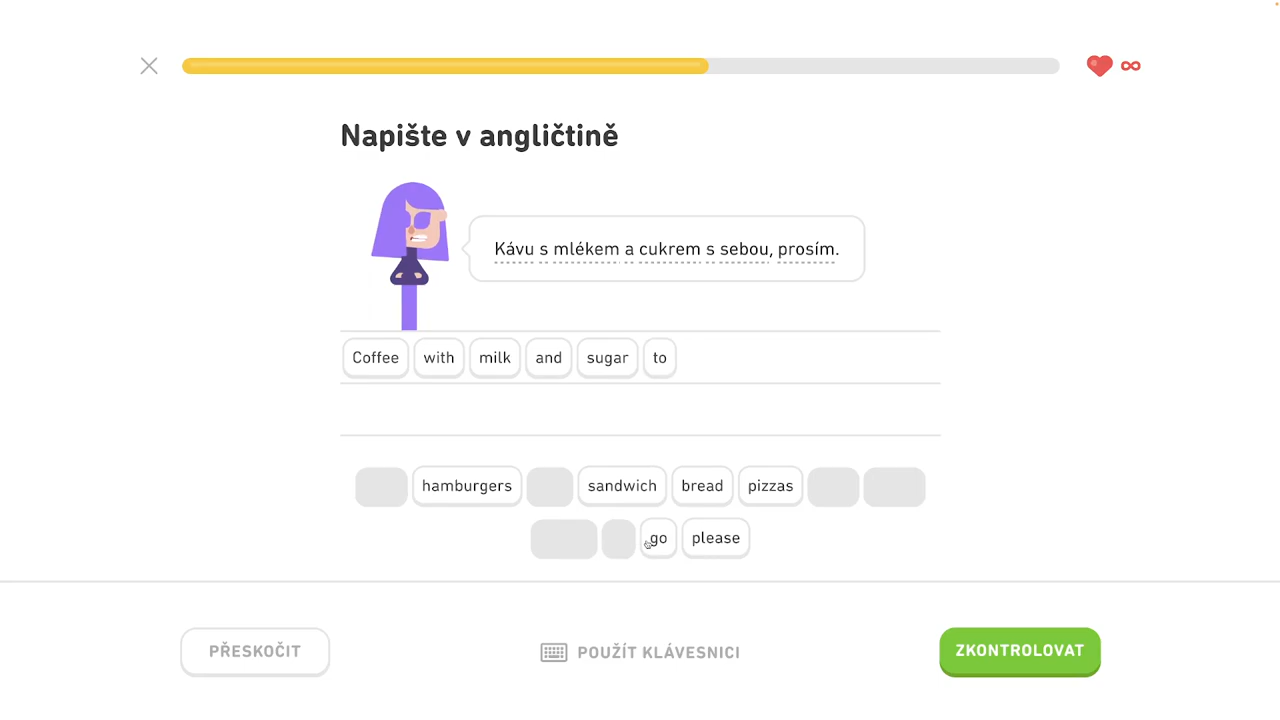 ∞
Napište v angličtině
Kávu s mlékem a cukrem s sebou, prosím.
Coffee with milk and sugar to
hamburgers sandwich bread pizzas
go please
PŘESKOČIT POUŽÍT KLÁVESNICI ZKONTROLOVAT